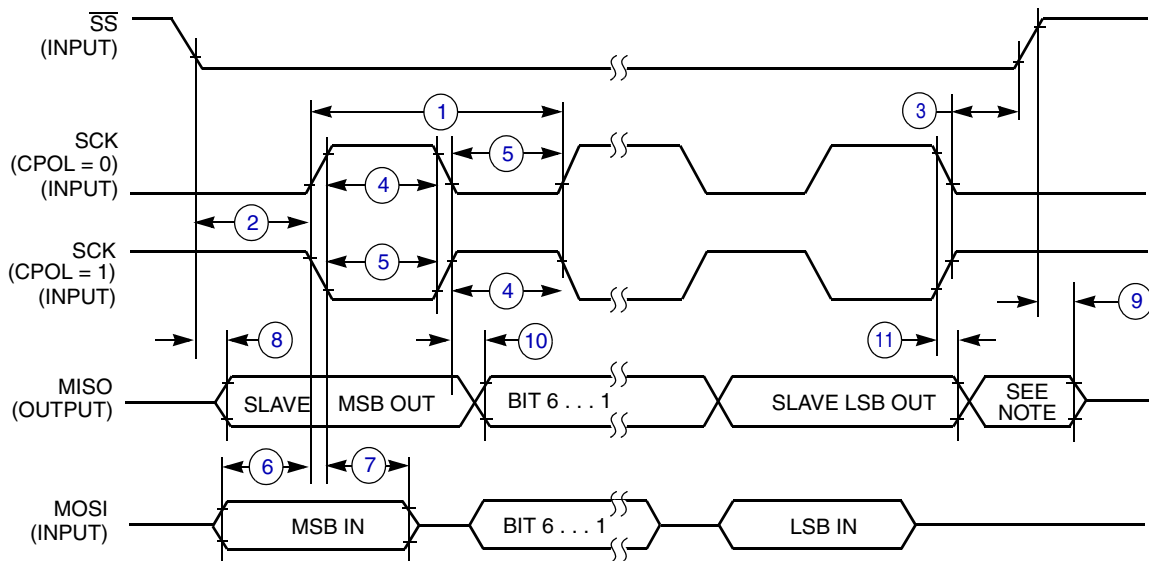 SS
(INPUT)
1
3
SCK
(CPOL = 0)
(INPUT)
5
4
2
SCK
(CPOL = 1)
(INPUT)
5
4
9
8
10
11
MISO
(OUTPUT)
SLAVE MSB OUT
BIT 6 . . . 1
SLAVE LSB OUT
SEE
NOTE
6
7
MOSI
(INPUT)
MSB IN
BIT 6 . . . 1
LSB IN